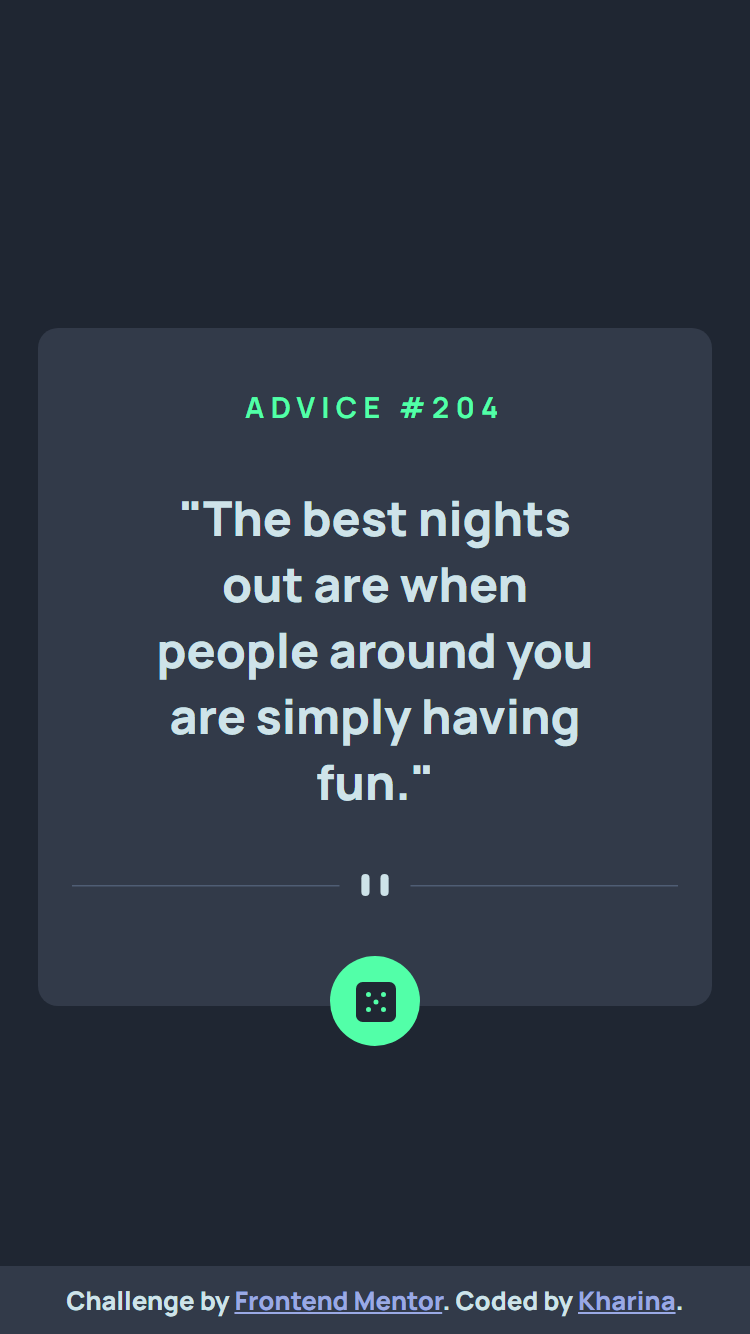 ADVICE #204
"The best nights
out are when
people around you
are simply having
fun."
Challenge by Frontend Mentor. Coded by Kharina.